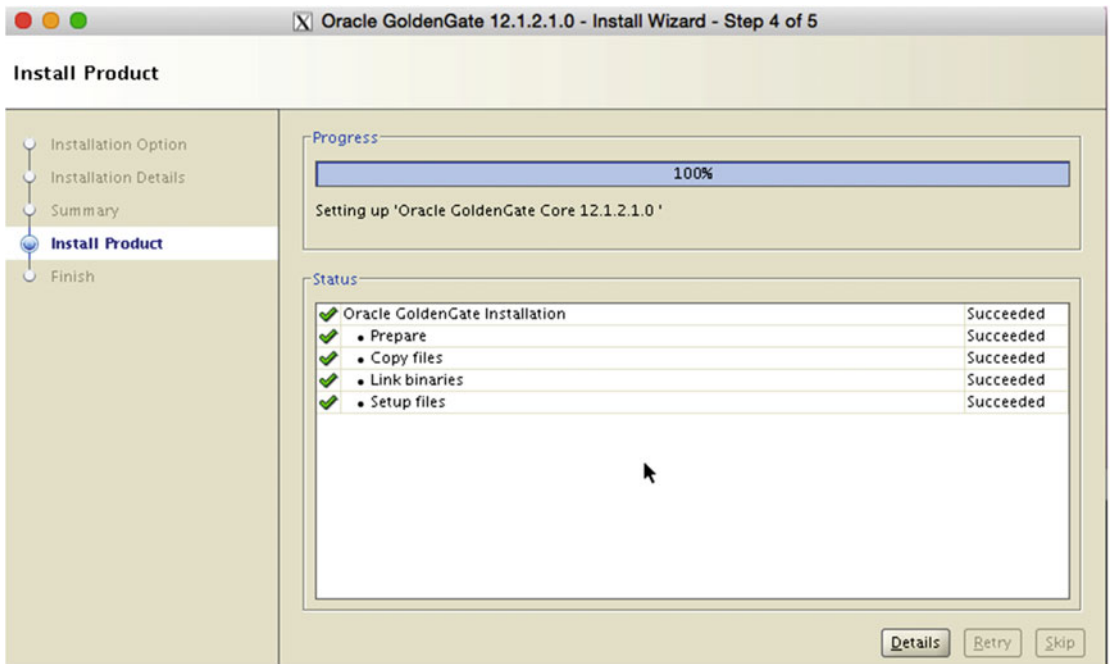 Oracle GoldenGate 12.1.2.1.0 - Install Wizard - Step 4 of 5
Install Product
Installation Option
Installation Details
Summary
Install Product
Finish
Progress
100%
Setting up 'Oracle GoldenGate Core 12.1.2.1.0 '
Status
Oracle GoldenGate Installation Succeeded
• Prepare Succeeded
• Copy files Succeeded
• Link binaries Succeeded
• Setup files Succeeded
Details Retry Skip